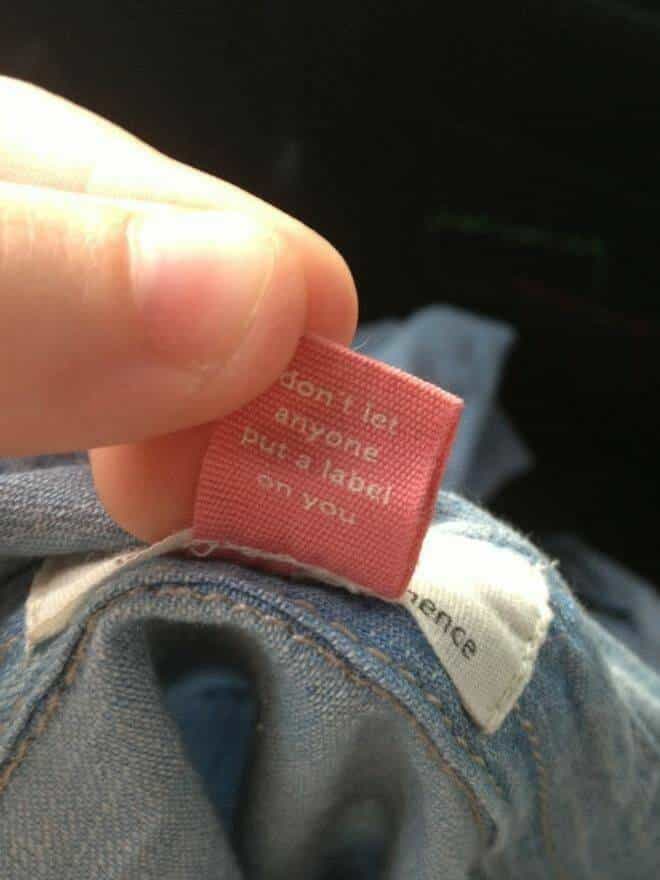 don't let
anyone
put a label
on you
nence